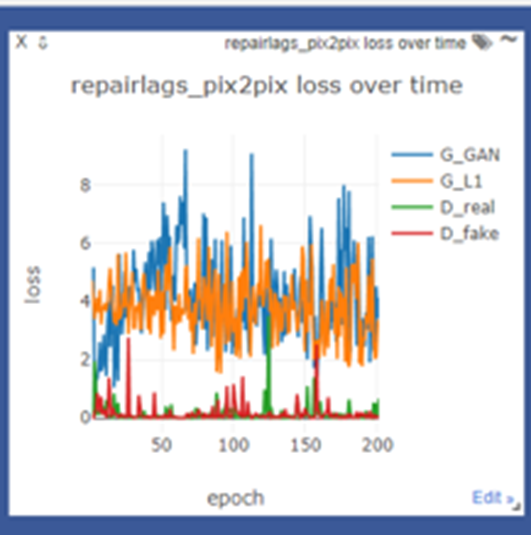 X repairlags_pix2pix loss over time
repairlags_pix2pix loss over time
G_GAN
G_L1
D_real
D_fake
loss
8
6
4
2
0
50 100 150 200
epoch
Edit »